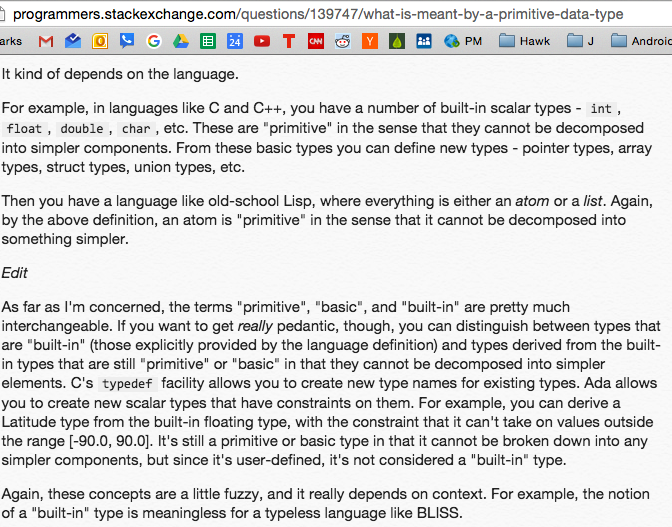 programmers.stackexchange.com/questions/139747/what-is-meant-by-a-primitive-data-type
arks 31 24 T CNN Y PM Hawk J Android
It kind of depends on the language.
For example, in languages like C and C++, you have a number of built-in scalar types - int ,
float , double , char , etc. These are "primitive" in the sense that they cannot be decomposed
into simpler components. From these basic types you can define new types - pointer types, array
types, struct types, union types, etc.
Then you have a language like old-school Lisp, where everything is either an atom or a list. Again,
by the above definition, an atom is "primitive" in the sense that it cannot be decomposed into
something simpler.
Edit
As far as I'm concerned, the terms "primitive", "basic", and "built-in" are pretty much
interchangeable. If you want to get really pedantic, though, you can distinguish between types that
are "built-in" (those explicitly provided by the language definition) and types derived from the built-
in types that are still "primitive" or "basic" in that they cannot be decomposed into simpler
elements. C's typedef facility allows you to create new type names for existing types. Ada allows
you to create new scalar types that have constraints on them. For example, you can derive a
Latitude type from the built-in floating type, with the constraint that it can't take on values outside
the range [-90.0, 90.0]. It's still a primitive or basic type in that it cannot be broken down into any
simpler components, but since it's user-defined, it's not considered a "built-in" type.
Again, these concepts are a little fuzzy, and it really depends on context. For example, the notion
of a "built-in" type is meaningless for a typeless language like BLISS.